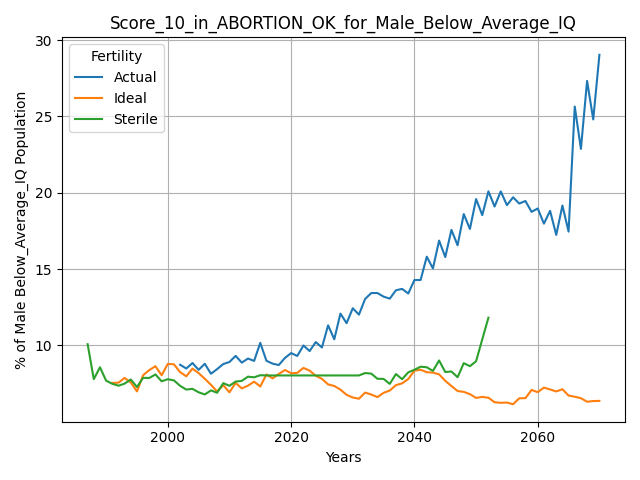 Score_10_in_ABORTION_OK_for_Male_Below_Average_IQ
% of Male Below_Average_IQ Population
30
25
20
15
10
Fertility
Actual
Ideal
Sterile
2000
2020
2040
2060
Years